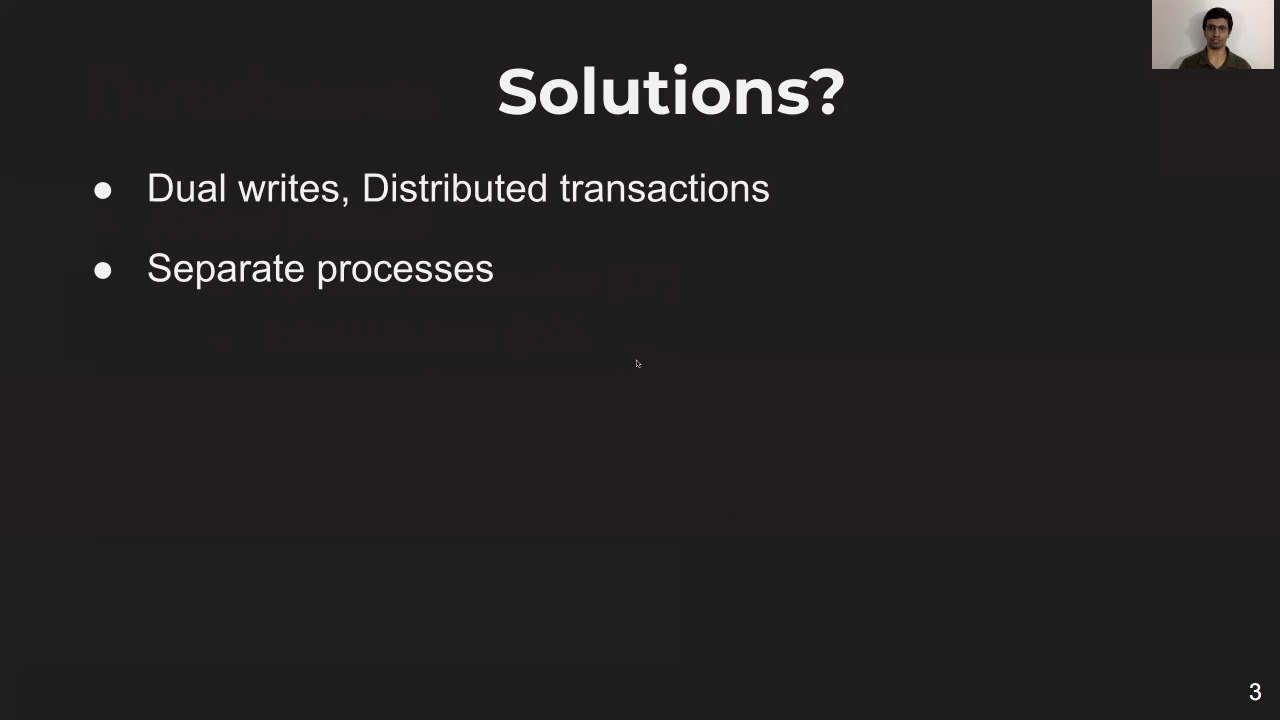 Solutions?
● Dual writes, Distributed transactions
● Separate processes
3